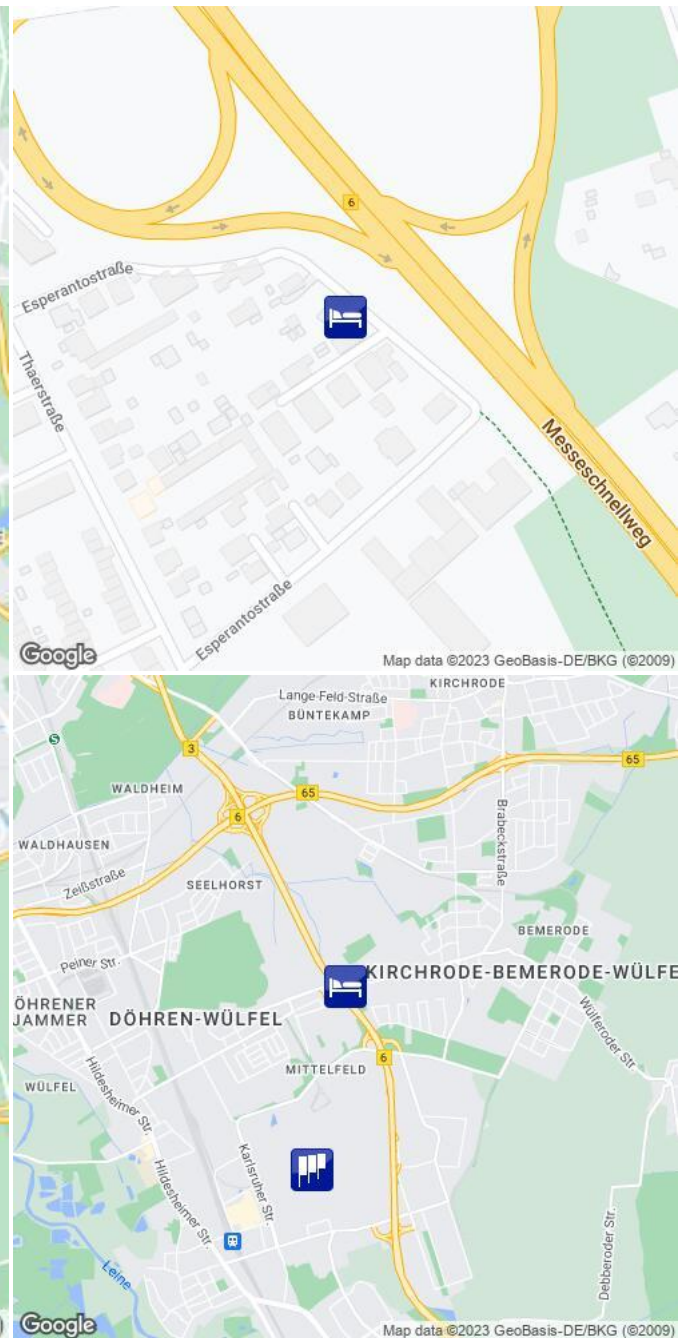 6
Esperantostraße
Thaerstraße
Messeschnellweg
Esperantostraße
Google
Map data ©2023 GeoBasis-DE/BKG (©2009)
KIRCHRODE
Lange-Feld-Straße
BÜNTEKAMP
S
3
65
65
WALDHEIM
6
Brabeckstraße
WALDHAUSEN
Zeißstraße
SEELHORST
BEMERODE
Peiner Str.
KIRCHRODE-BEMERODE-WÜLFE
ÖHRENER
JAMMER
DÖHREN-WÜLFEL
Wülferoder Str
6
MITTELFELD
WÜLFEL
Hildesheimer Str.
Karlsruher Str.
Hildesheimer Str.
Debberoder Str.
Leine
Google
Map data ©2023 GeoBasis-DE/BKG (©2009)